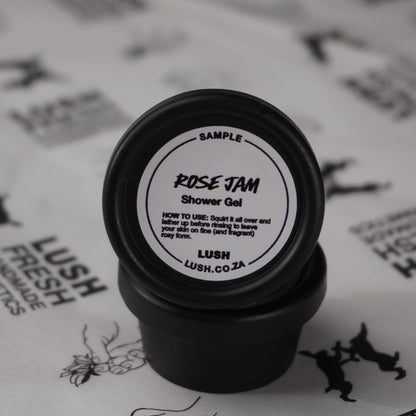 SAMPLE
ROSE JAM
Shower Gel
HOW TO USE: Squirt it all over and
lather up before rinsing to leave
your skin on fine (and fragrant)
rosy form.
LUSH
LUSH.CO.ZA
LUSH
FRESH
HANDMADE
COSMETICS